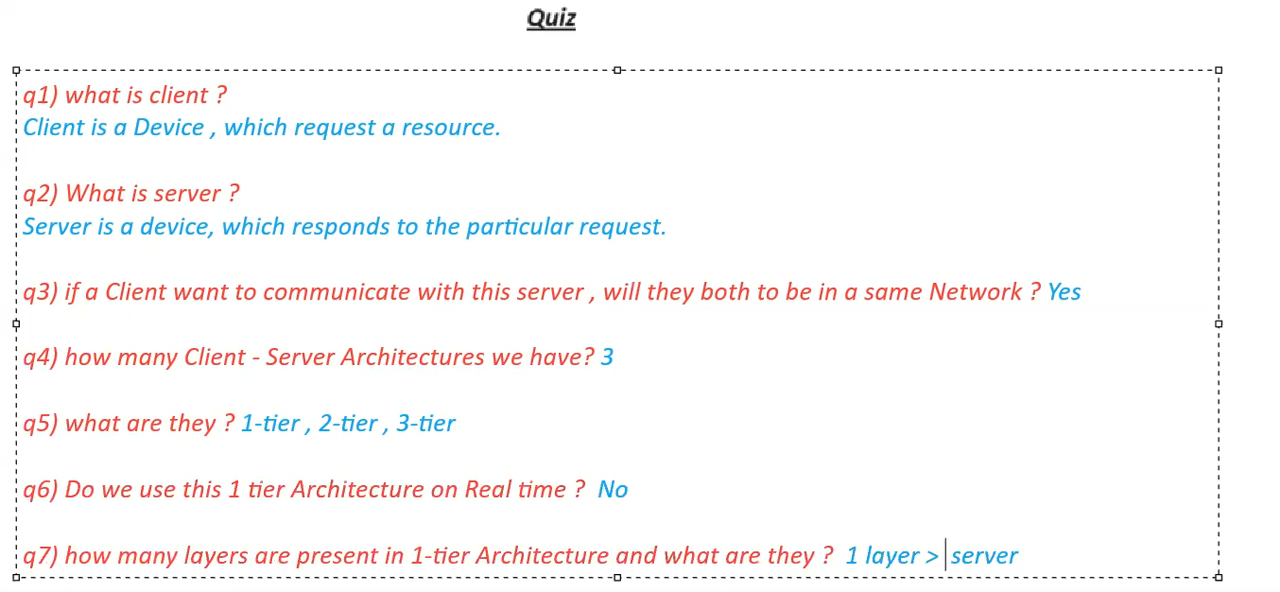 Quiz
q1) what is client ?
Client is a Device , which request a resource.
q2) What is server ?
Server is a device, which responds to the particular request.
q3) if a Client want to communicate with this server , will they both to be in a same Network ? Yes
q4) how many Client - Server Architectures we have? 3
q5) what are they ? 1-tier , 2-tier , 3-tier
q6) Do we use this 1 tier Architecture on Real time ? No
q7) how many layers are present in 1-tier Architecture and what are they ? 1 layer > server